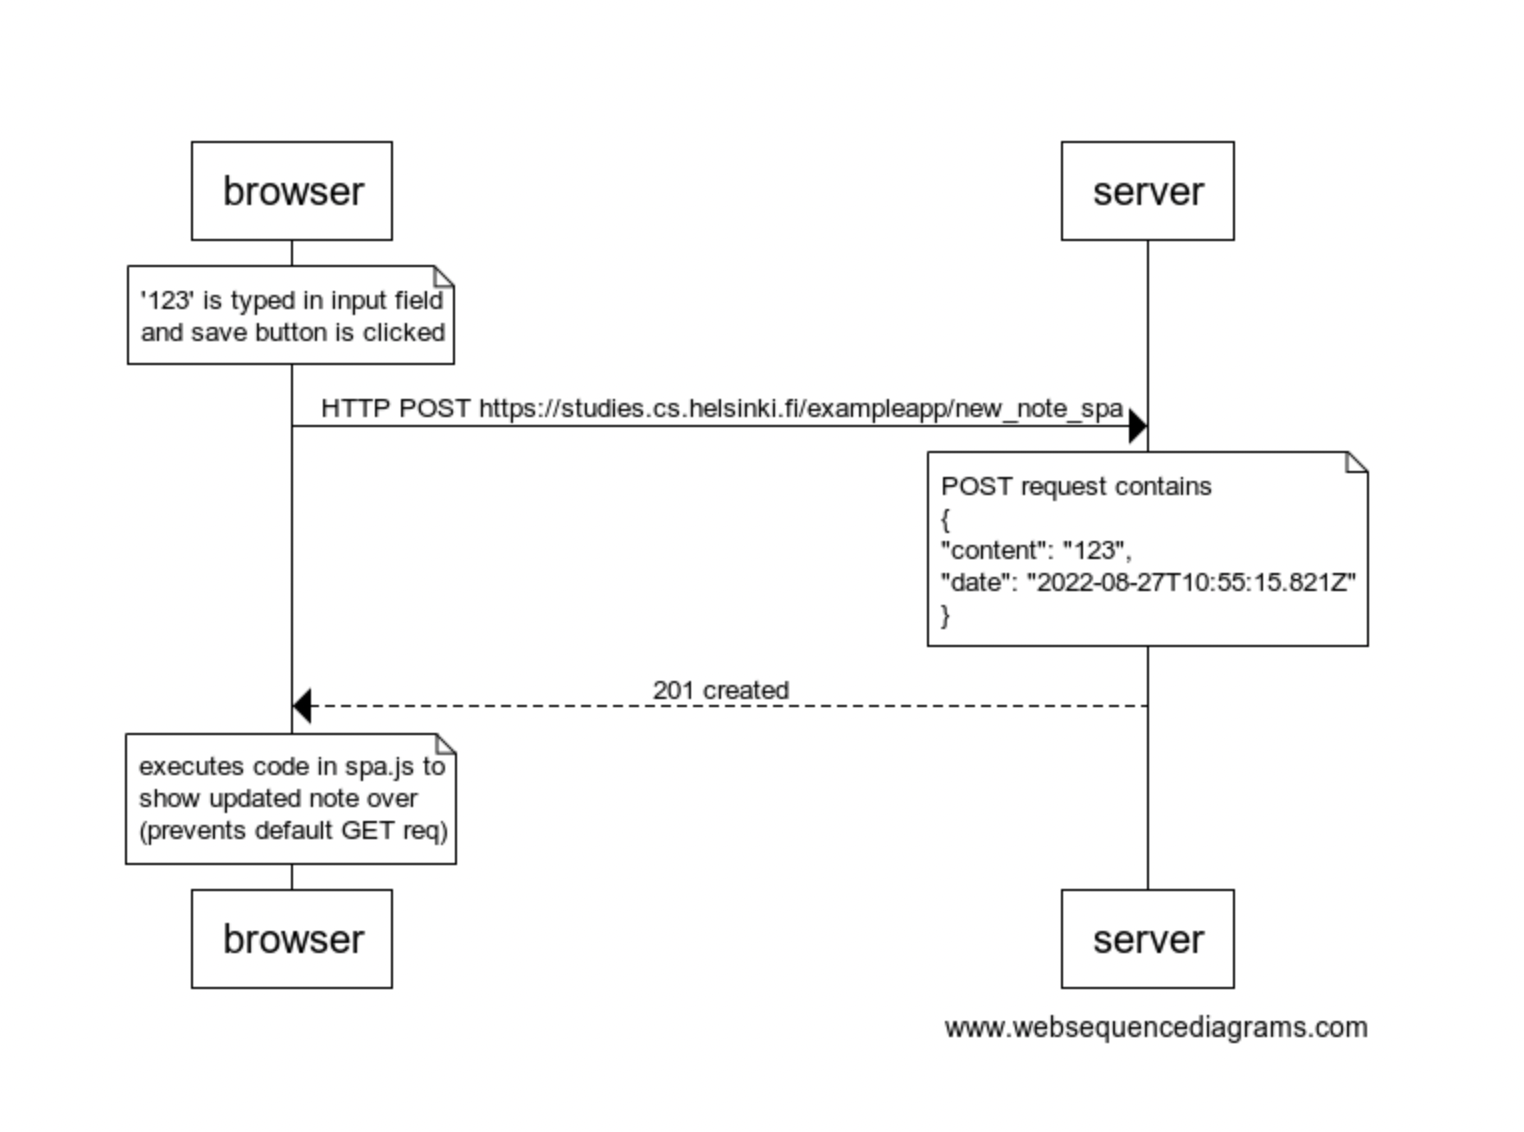 browser
server
'123' is typed in input field
and save button is clicked
HTTP POST https://studies.cs.helsinki.fi/exampleapp/new_note_spa
POST request contains
{
"content": "123",
"date": "2022-08-27T10:55:15.821Z"
}
201 created
executes code in spa.js to
show updated note over
(prevents default GET req)
browser
server
www.websequencediagrams.com